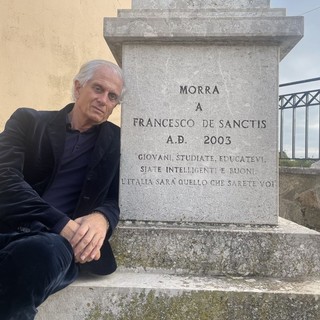 MORRA
A
FRANCESCO DE SANCTIS
A.D. 2003
GIOVANI, STUDIATE, EDUCATEVI,
SIATE INTELLIGENTI E BUONI.
L'ITALIA SARÀ QUELLO CHE SARETE VOI